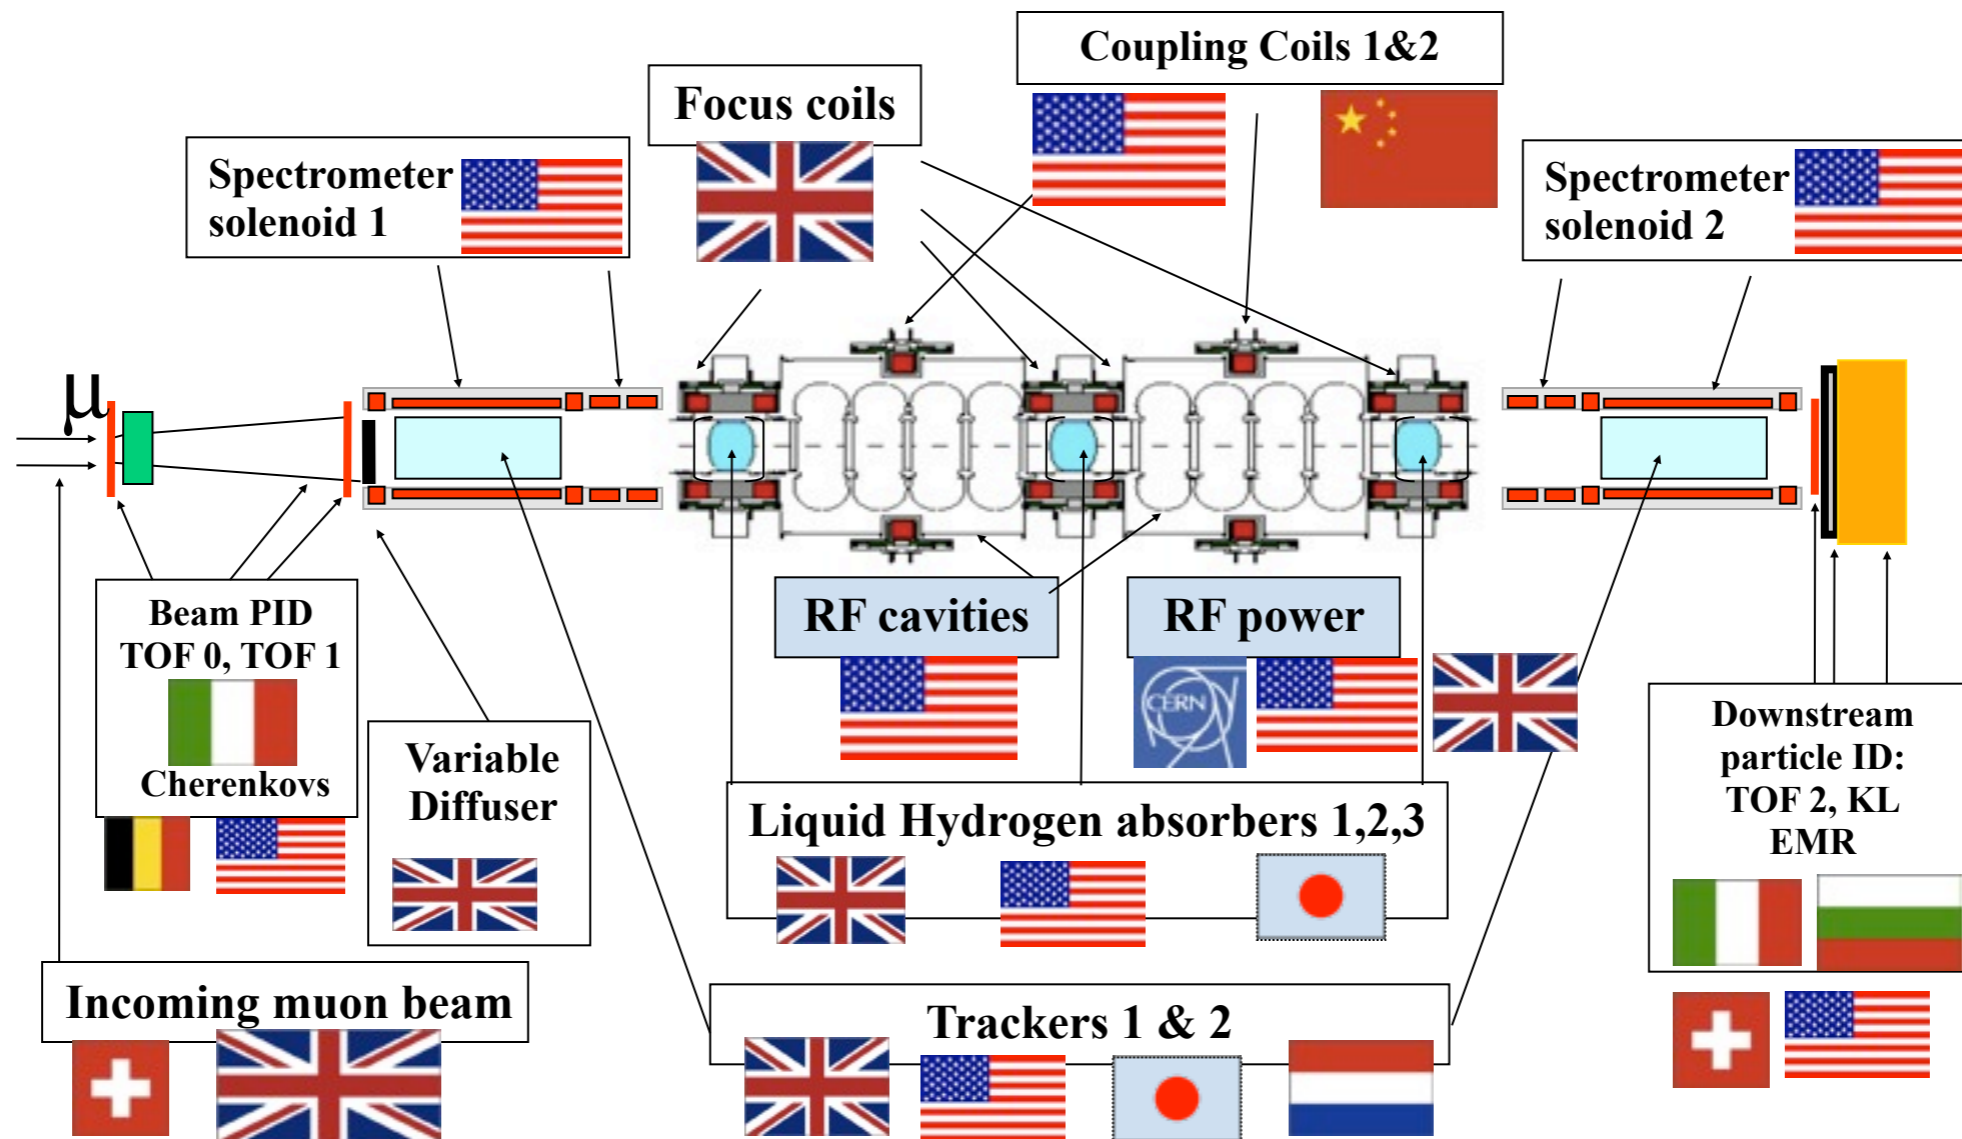 Coupling Coils 1&2
Focus coils
Spectrometer
solenoid 1
Spectrometer
solenoid 2
μ
Beam PID
TOF 0, TOF 1
Cherenkovs
Variable
Diffuser
RF cavities
RF power
CERN
Liquid Hydrogen absorbers 1,2,3
Downstream
particle ID:
TOF 2, KL
EMR
Incoming muon beam
Trackers 1 & 2